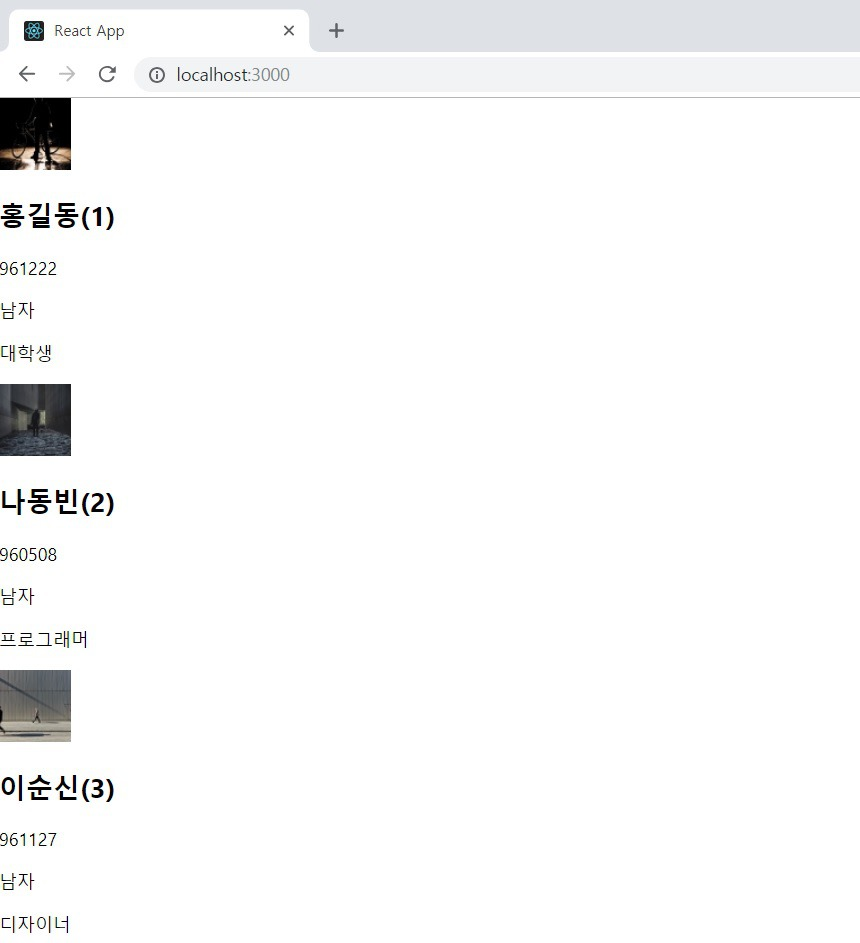 React App
localhost:3000
홍길동(1)
961222
남자
대학생
나동빈(2)
960508
남자
프로그래머
이순신(3)
961127
남자
디자이너